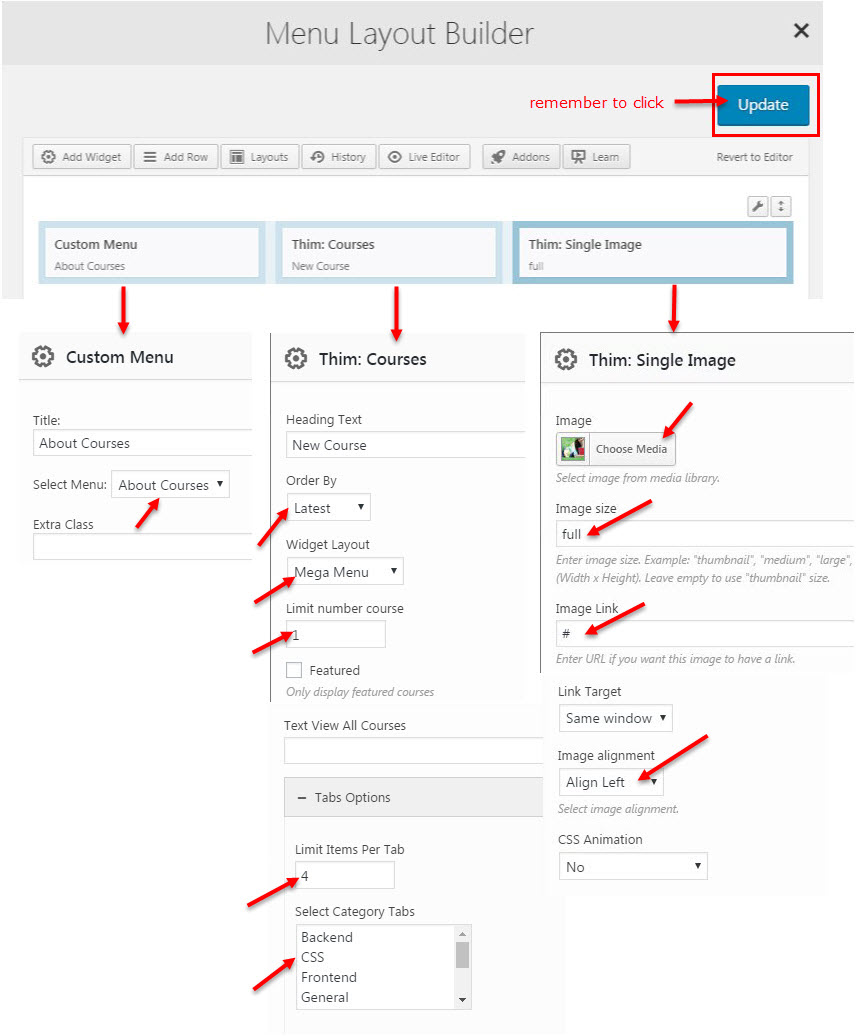 Menu Layout Builder
remember to click
Update
Add Widget
Add Row
Layouts
History
Live Editor
Addons
Learn
Revert to Editor
Custom Menu
About Courses
Thim: Courses
New Course
Thim: Single Image
full
Custom Menu
Title:
About Courses
Select Menu: About Courses
Extra Class
Thim: Courses
Heading Text
New Course
Order By
Latest
Widget Layout
Mega Menu
Limit number course
1
Featured
Only display featured courses
Text View All Courses
Tabs Options
Limit Items Per Tab
4
Select Category Tabs
Backend
CSS
Frontend
General
Thim: Single Image
Image
Choose Media
Select image from media library.
Image size
full
Enter image size. Example: "thumbnail", "medium", "large",
(Width x Height). Leave empty to use "thumbnail" size.
Image Link
#
Enter URL if you want this image to have a link.
Link Target
Same window
Image alignment
Align Left
Select image alignment.
CSS Animation
No